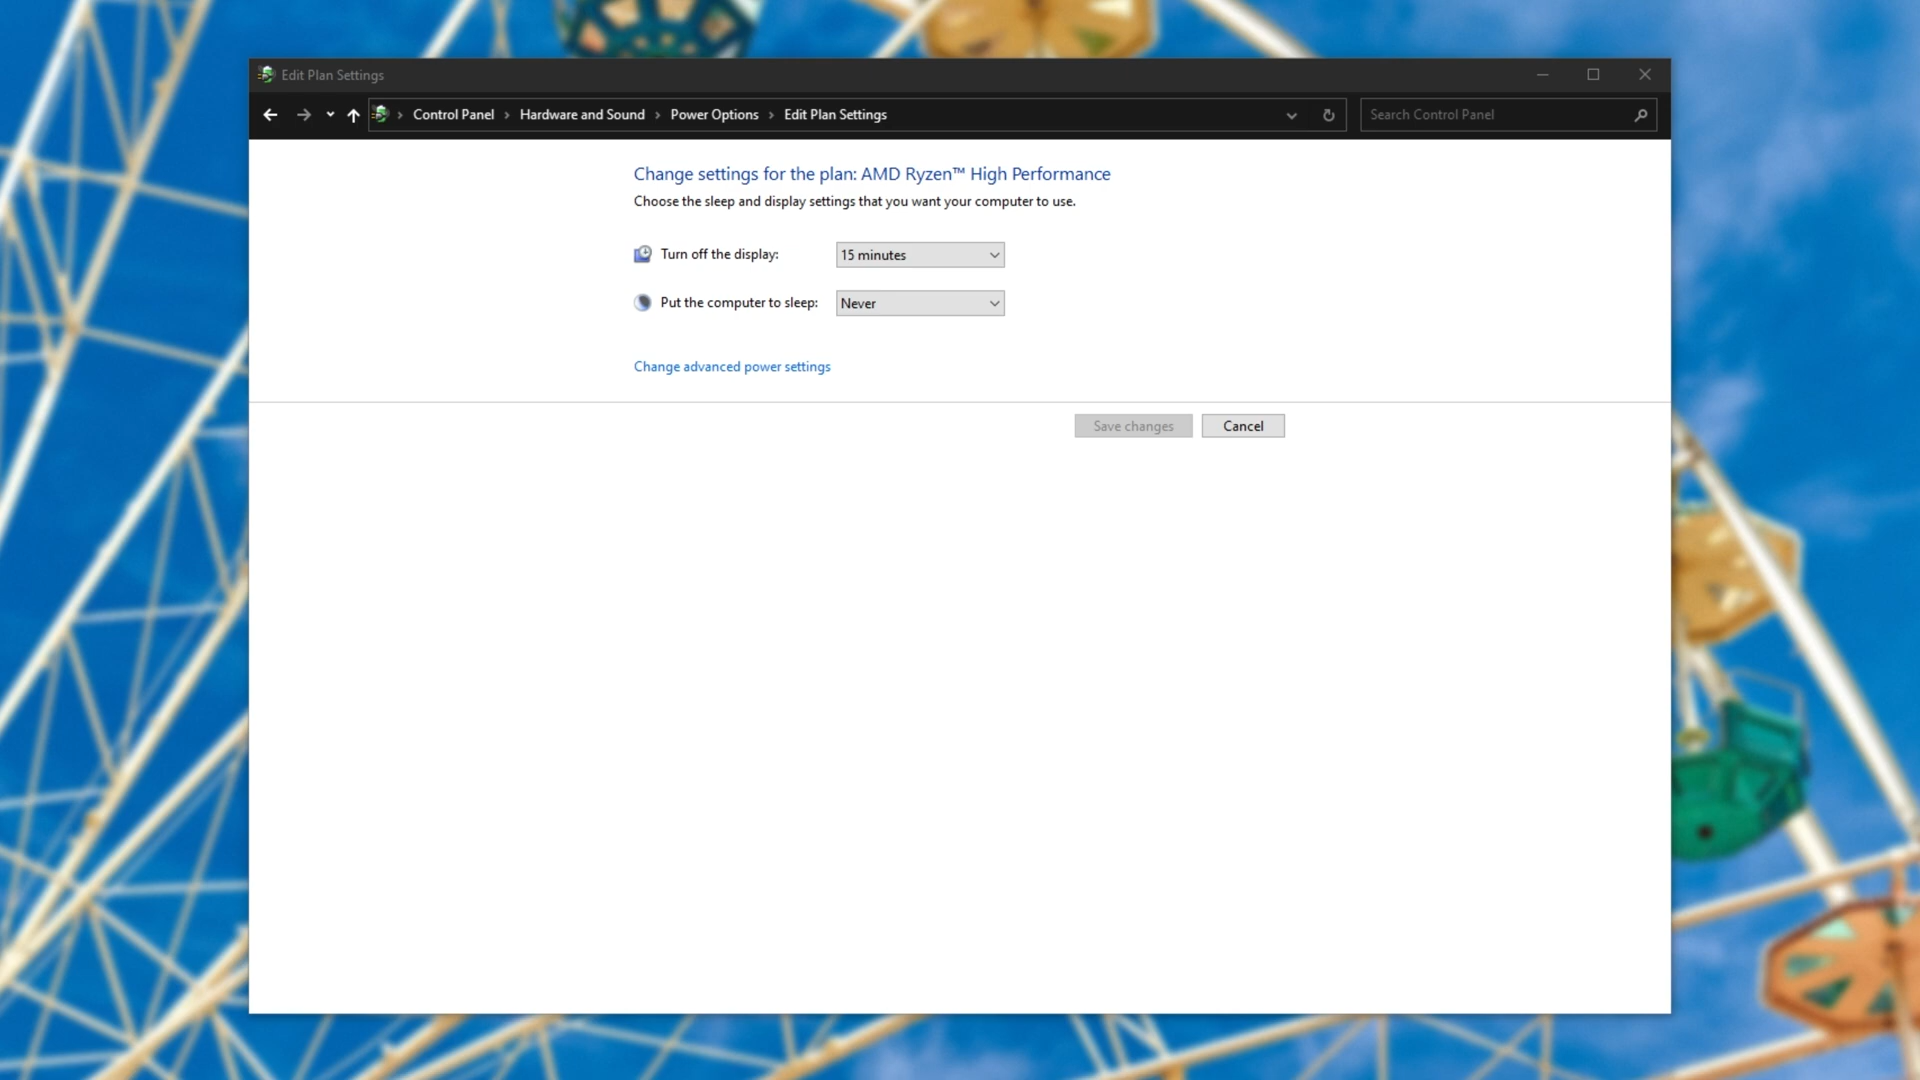 Edit Plan Settings
Control Panel > Hardware and Sound > Power Options > Edit Plan Settings
Search Control Panel
Change settings for the plan: AMD Ryzen™ High Performance
Choose the sleep and display settings that you want your computer to use.
Turn off the display: 15 minutes
Put the computer to sleep: Never
Change advanced power settings
Save changes Cancel